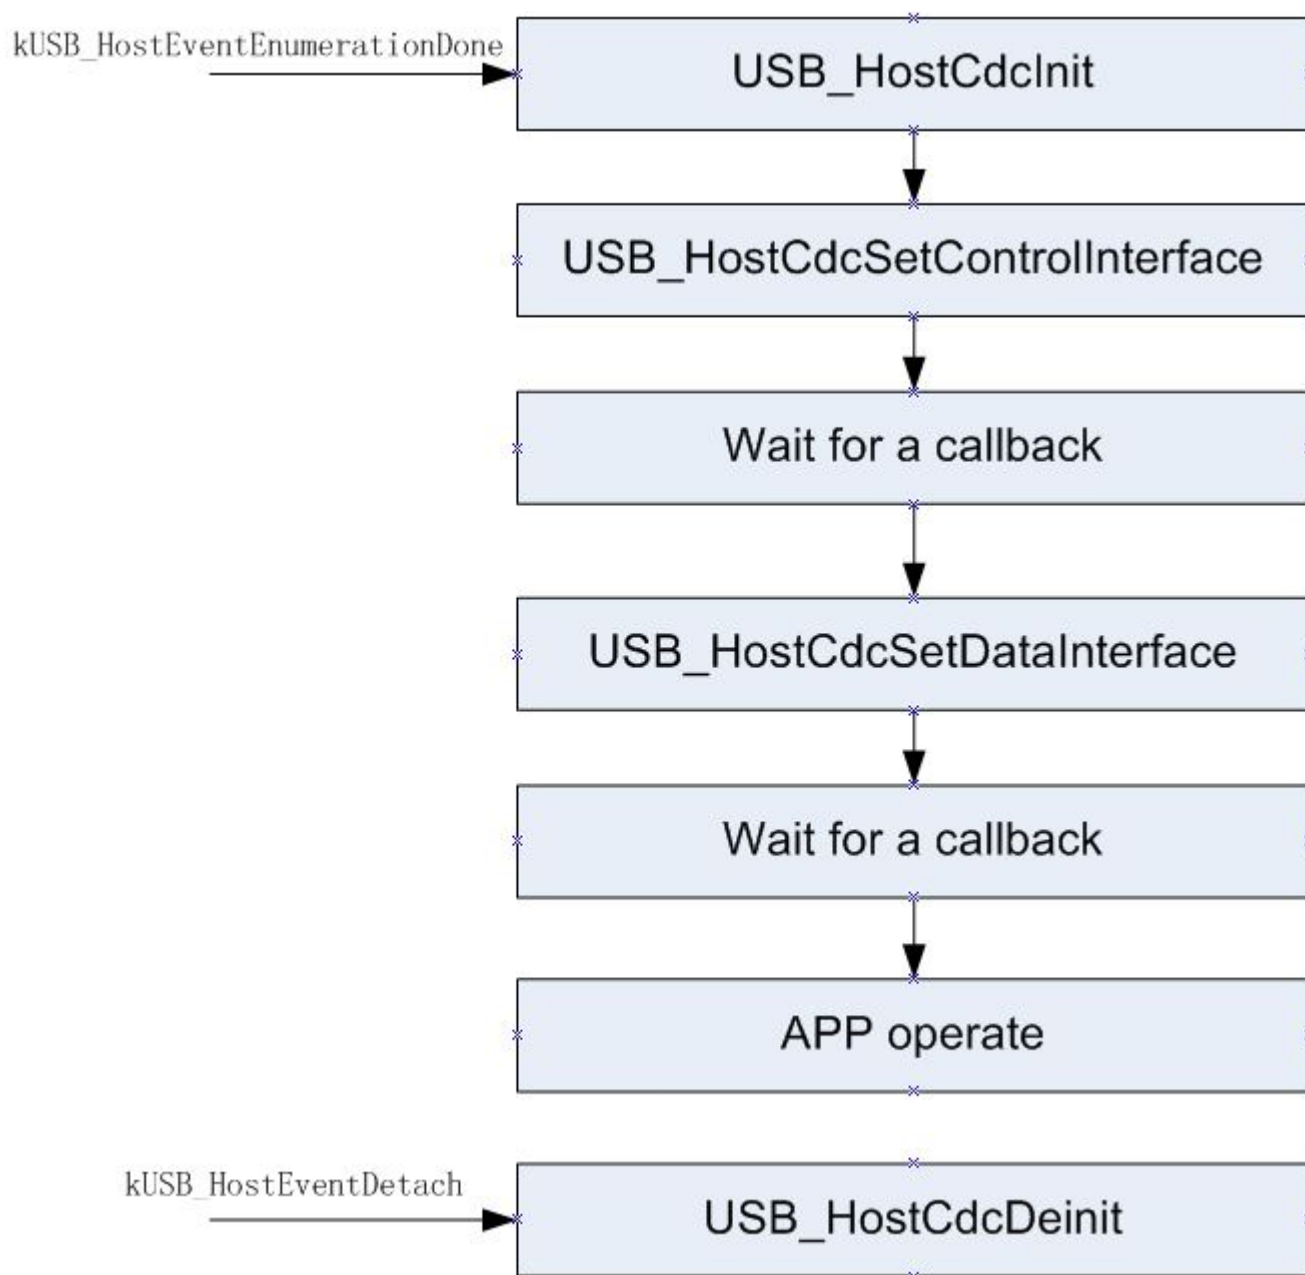 kUSB_HostEventEnumerationDone
USB_HostCdcInit
USB_HostCdcSetControlInterface
Wait for a callback
USB_HostCdcSetDataInterface
Wait for a callback
APP operate
kUSB_HostEventDetach
USB_HostCdcDeinit